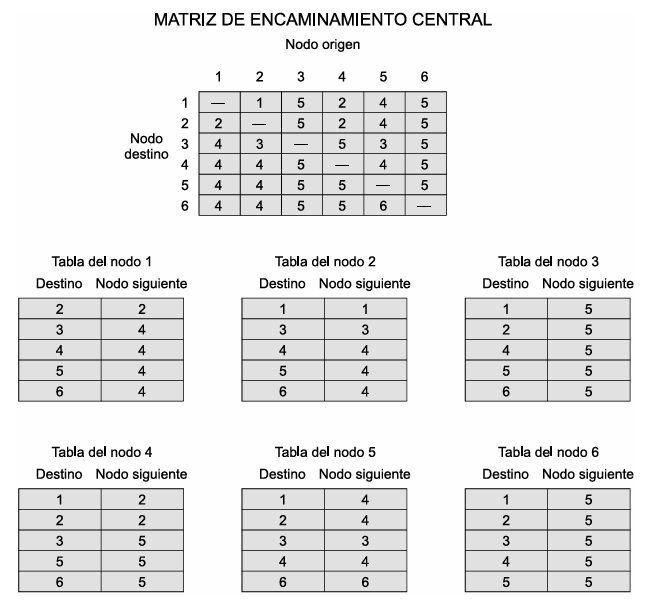 MATRIZ DE ENCAMINAMIENTO CENTRAL
Nodo origen
1 2 3 4 5 6
1 — 1 5 2 4 5
2 2 — 5 2 4 5
Nodo destino
3 4 3 — 5 3 5
4 4 4 5 — 4 5
5 4 4 5 5 — 5
6 4 4 5 5 6 —
Tabla del nodo 1 Tabla del nodo 2 Tabla del nodo 3
Destino Nodo siguiente Destino Nodo siguiente Destino Nodo siguiente
2 2 1 1 1 5
3 4 3 3 2 5
4 4 4 4 4 5
5 4 5 4 5 5
6 4 6 4 6 5
Tabla del nodo 4 Tabla del nodo 5 Tabla del nodo 6
Destino Nodo siguiente Destino Nodo siguiente Destino Nodo siguiente
1 2 1 4 1 5
2 2 2 4 2 5
3 5 3 3 3 5
5 5 4 4 4 5
6 5 6 6 5 5